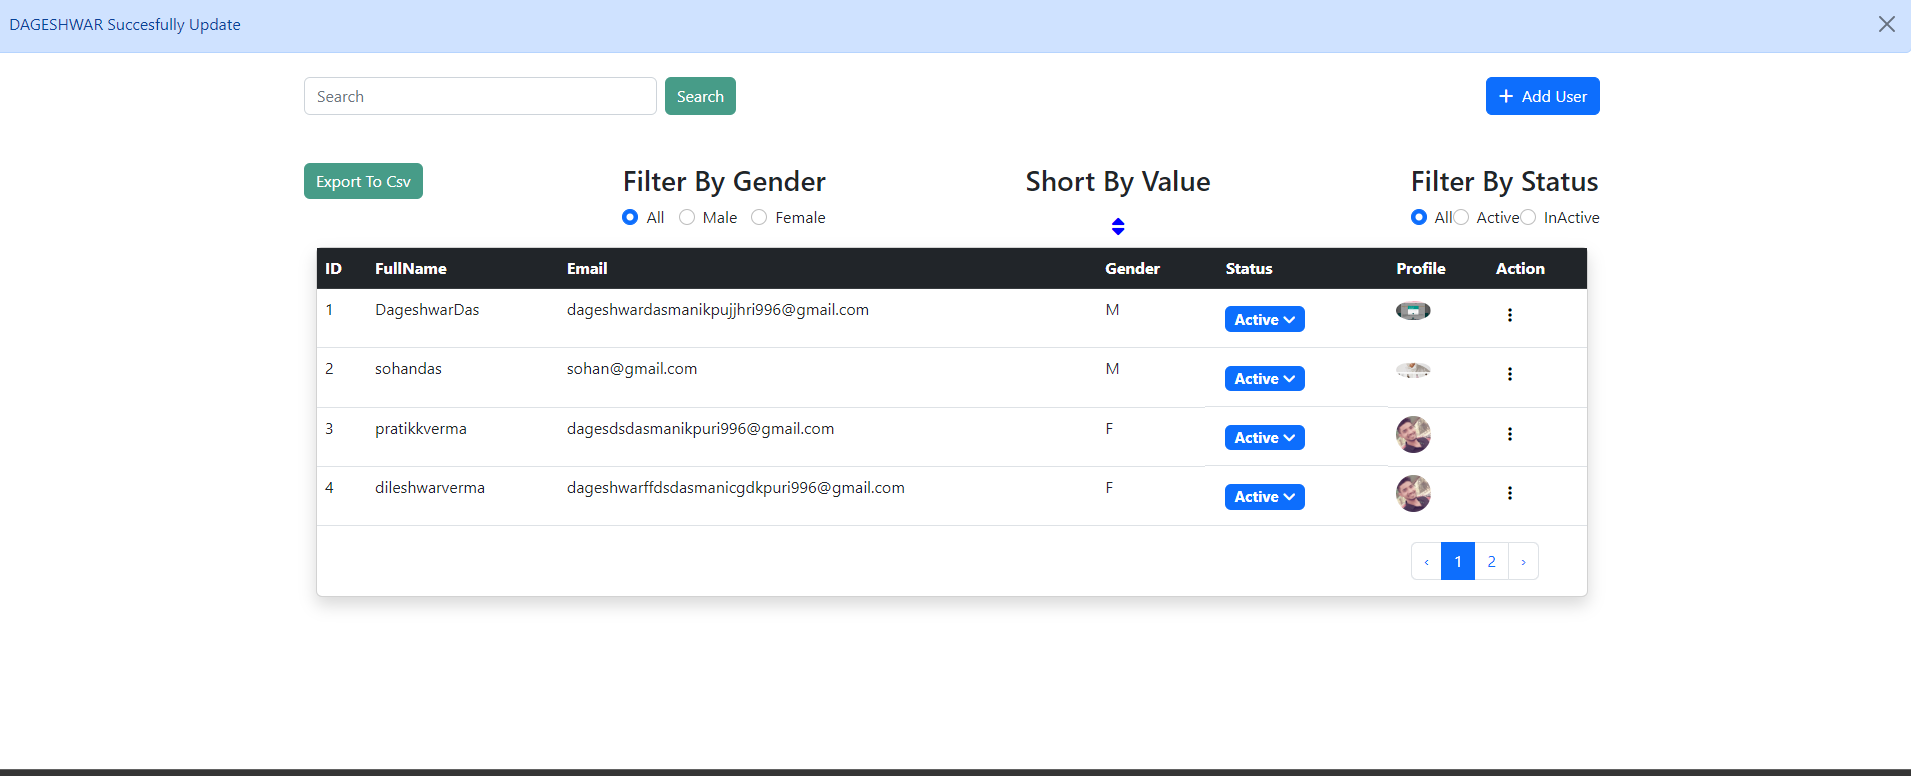 DAGESHWAR Succesfully Update
Search Search + Add User
Export To Csv Filter By Gender Short By Value Filter By Status
All Male Female All Active InActive
ID FullName Email Gender Status Profile Action
1 DageshwarDas dageshwardasmanikpujjhri996@gmail.com M Active
2 sohandas sohan@gmail.com M Active
3 pratikkverma dagesdsdasmanikpuri996@gmail.com F Active
4 dileshwarverma dageshwarffdsdasmanicgdkpuri996@gmail.com F Active
‹ 1 2 ›